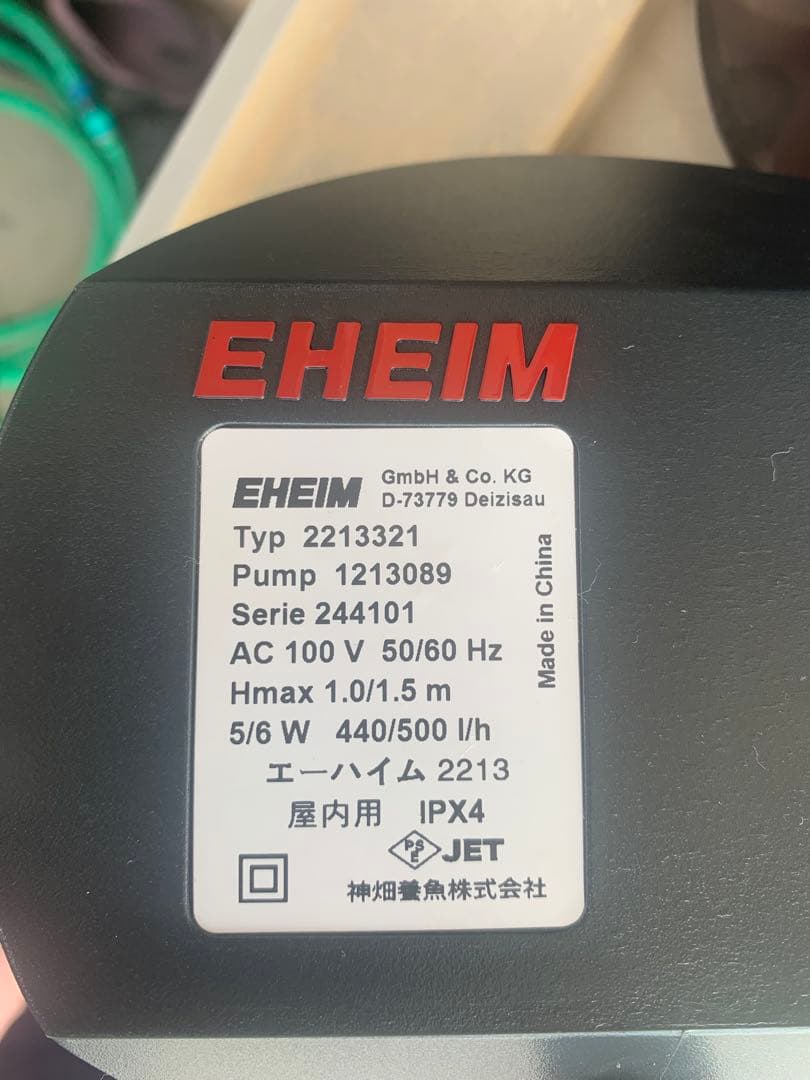 EHEIM
EHEIM GmbH & Co. KG
D-73779 Deizisau
Typ 2213321
Pump 1213089
Serie 244101
AC 100 V 50/60 Hz
Hmax 1.0/1.5 m
5/6 W 440/500 l/h
Made in China
エーハイム 2213
屋内用 IPX4
PSE JET
神畑養魚株式会社